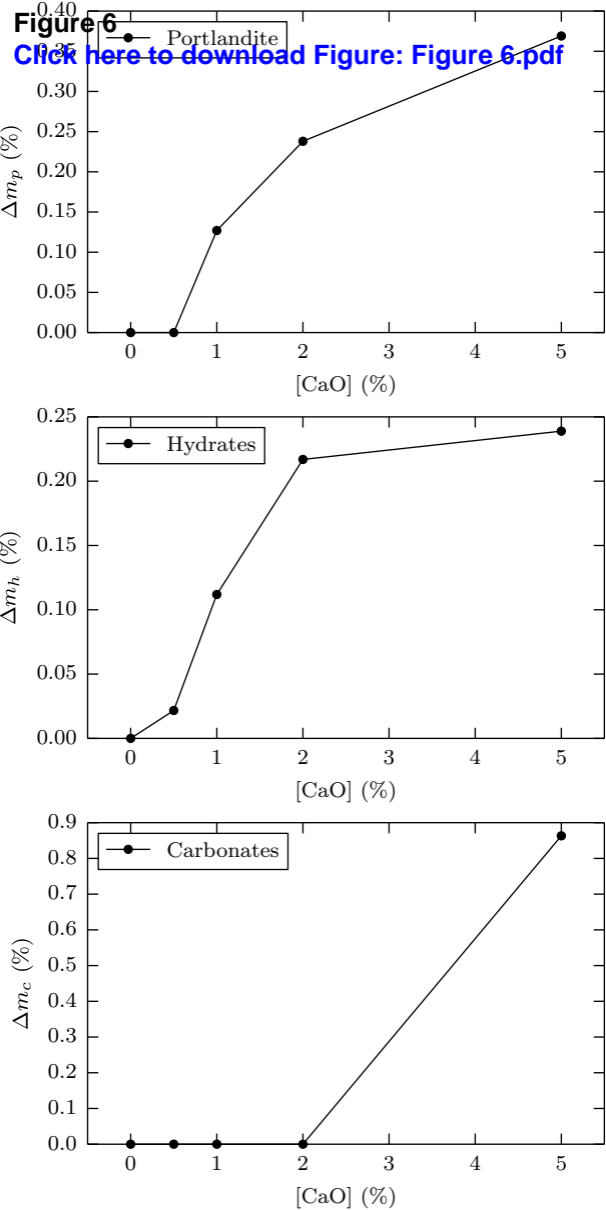 Figure 6
Click here to download Figure: Figure 6.pdf
Portlandite
0.40
0.35
0.30
0.25
0.20
0.15
0.10
0.05
0.00
Δm_p (%)
0 1 2 3 4 5
[CaO] (%)
Hydrates
0.25
0.20
0.15
0.10
0.05
0.00
Δm_h (%)
0 1 2 3 4 5
[CaO] (%)
Carbonates
0.9
0.8
0.7
0.6
0.5
0.4
0.3
0.2
0.1
0.0
Δm_c (%)
0 1 2 3 4 5
[CaO] (%)